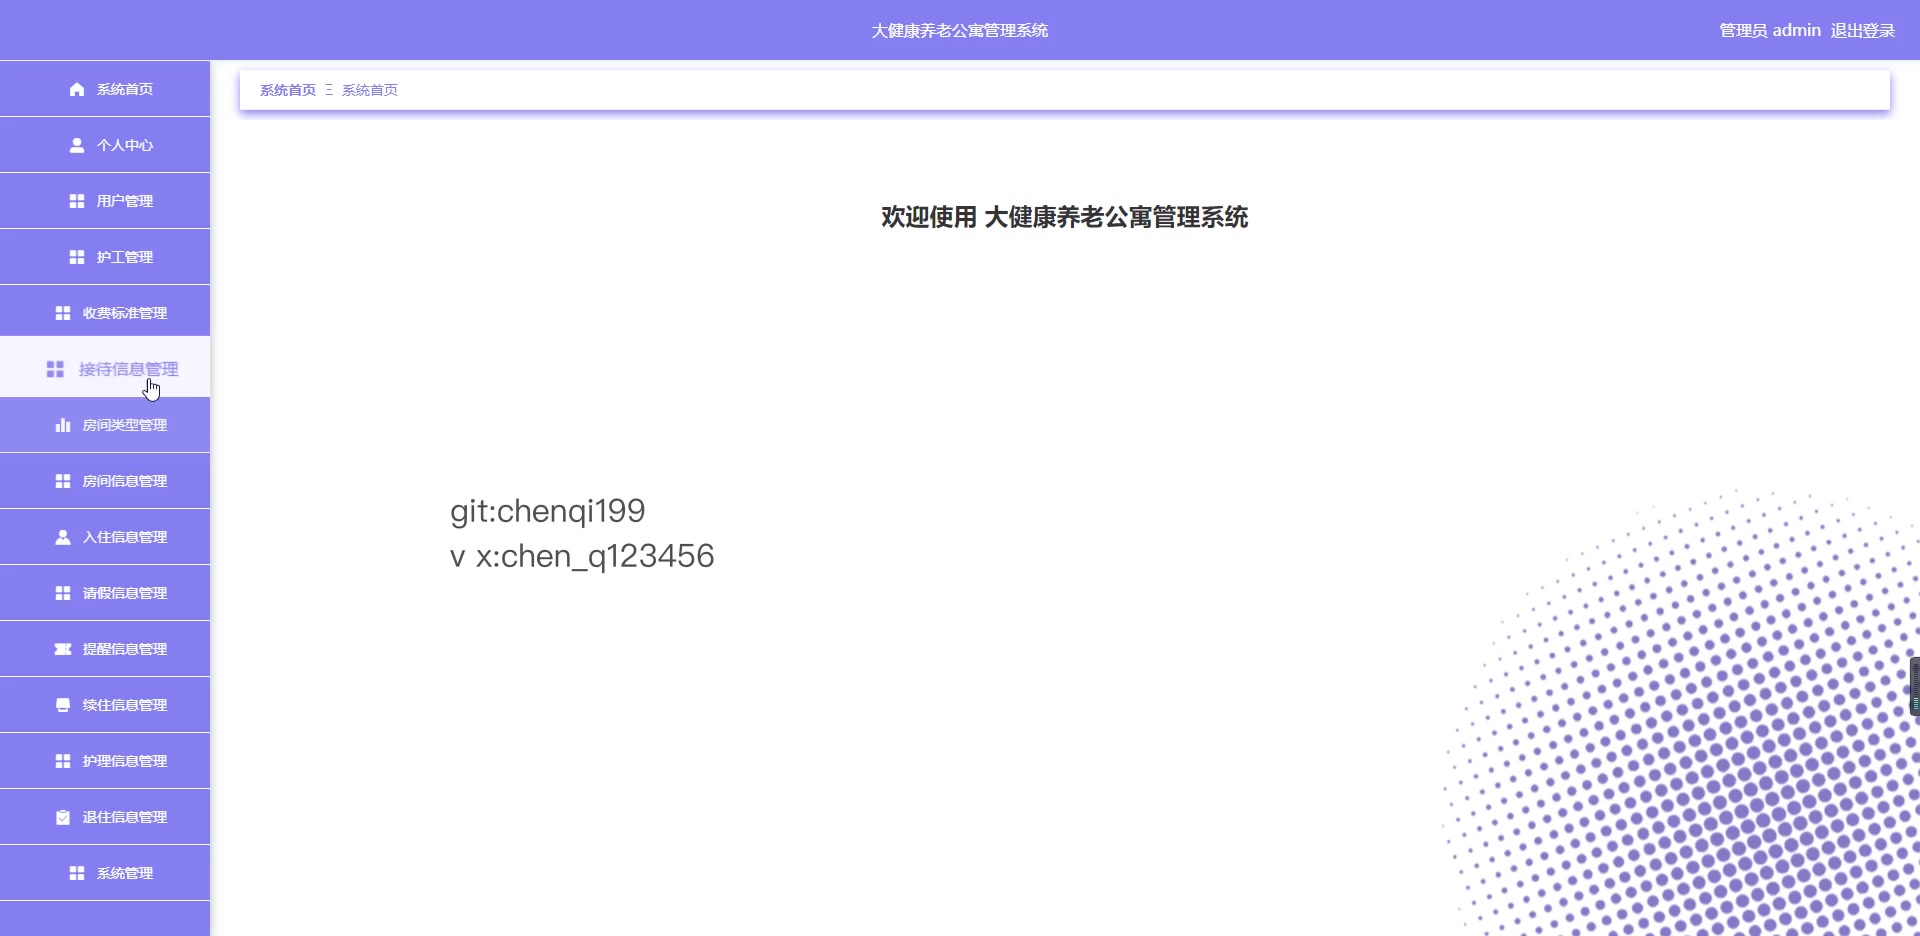 大健康养老公寓管理系统
管理员 admin 退出登录
系统首页 Ξ 系统首页
系统首页
个人中心
用户管理
护工管理
收费标准管理
接待信息管理
房间类型管理
房间信息管理
入住信息管理
请假信息管理
提醒信息管理
续住信息管理
护理信息管理
退住信息管理
系统管理
欢迎使用 大健康养老公寓管理系统
git:chenqi199
v x:chen_q123456